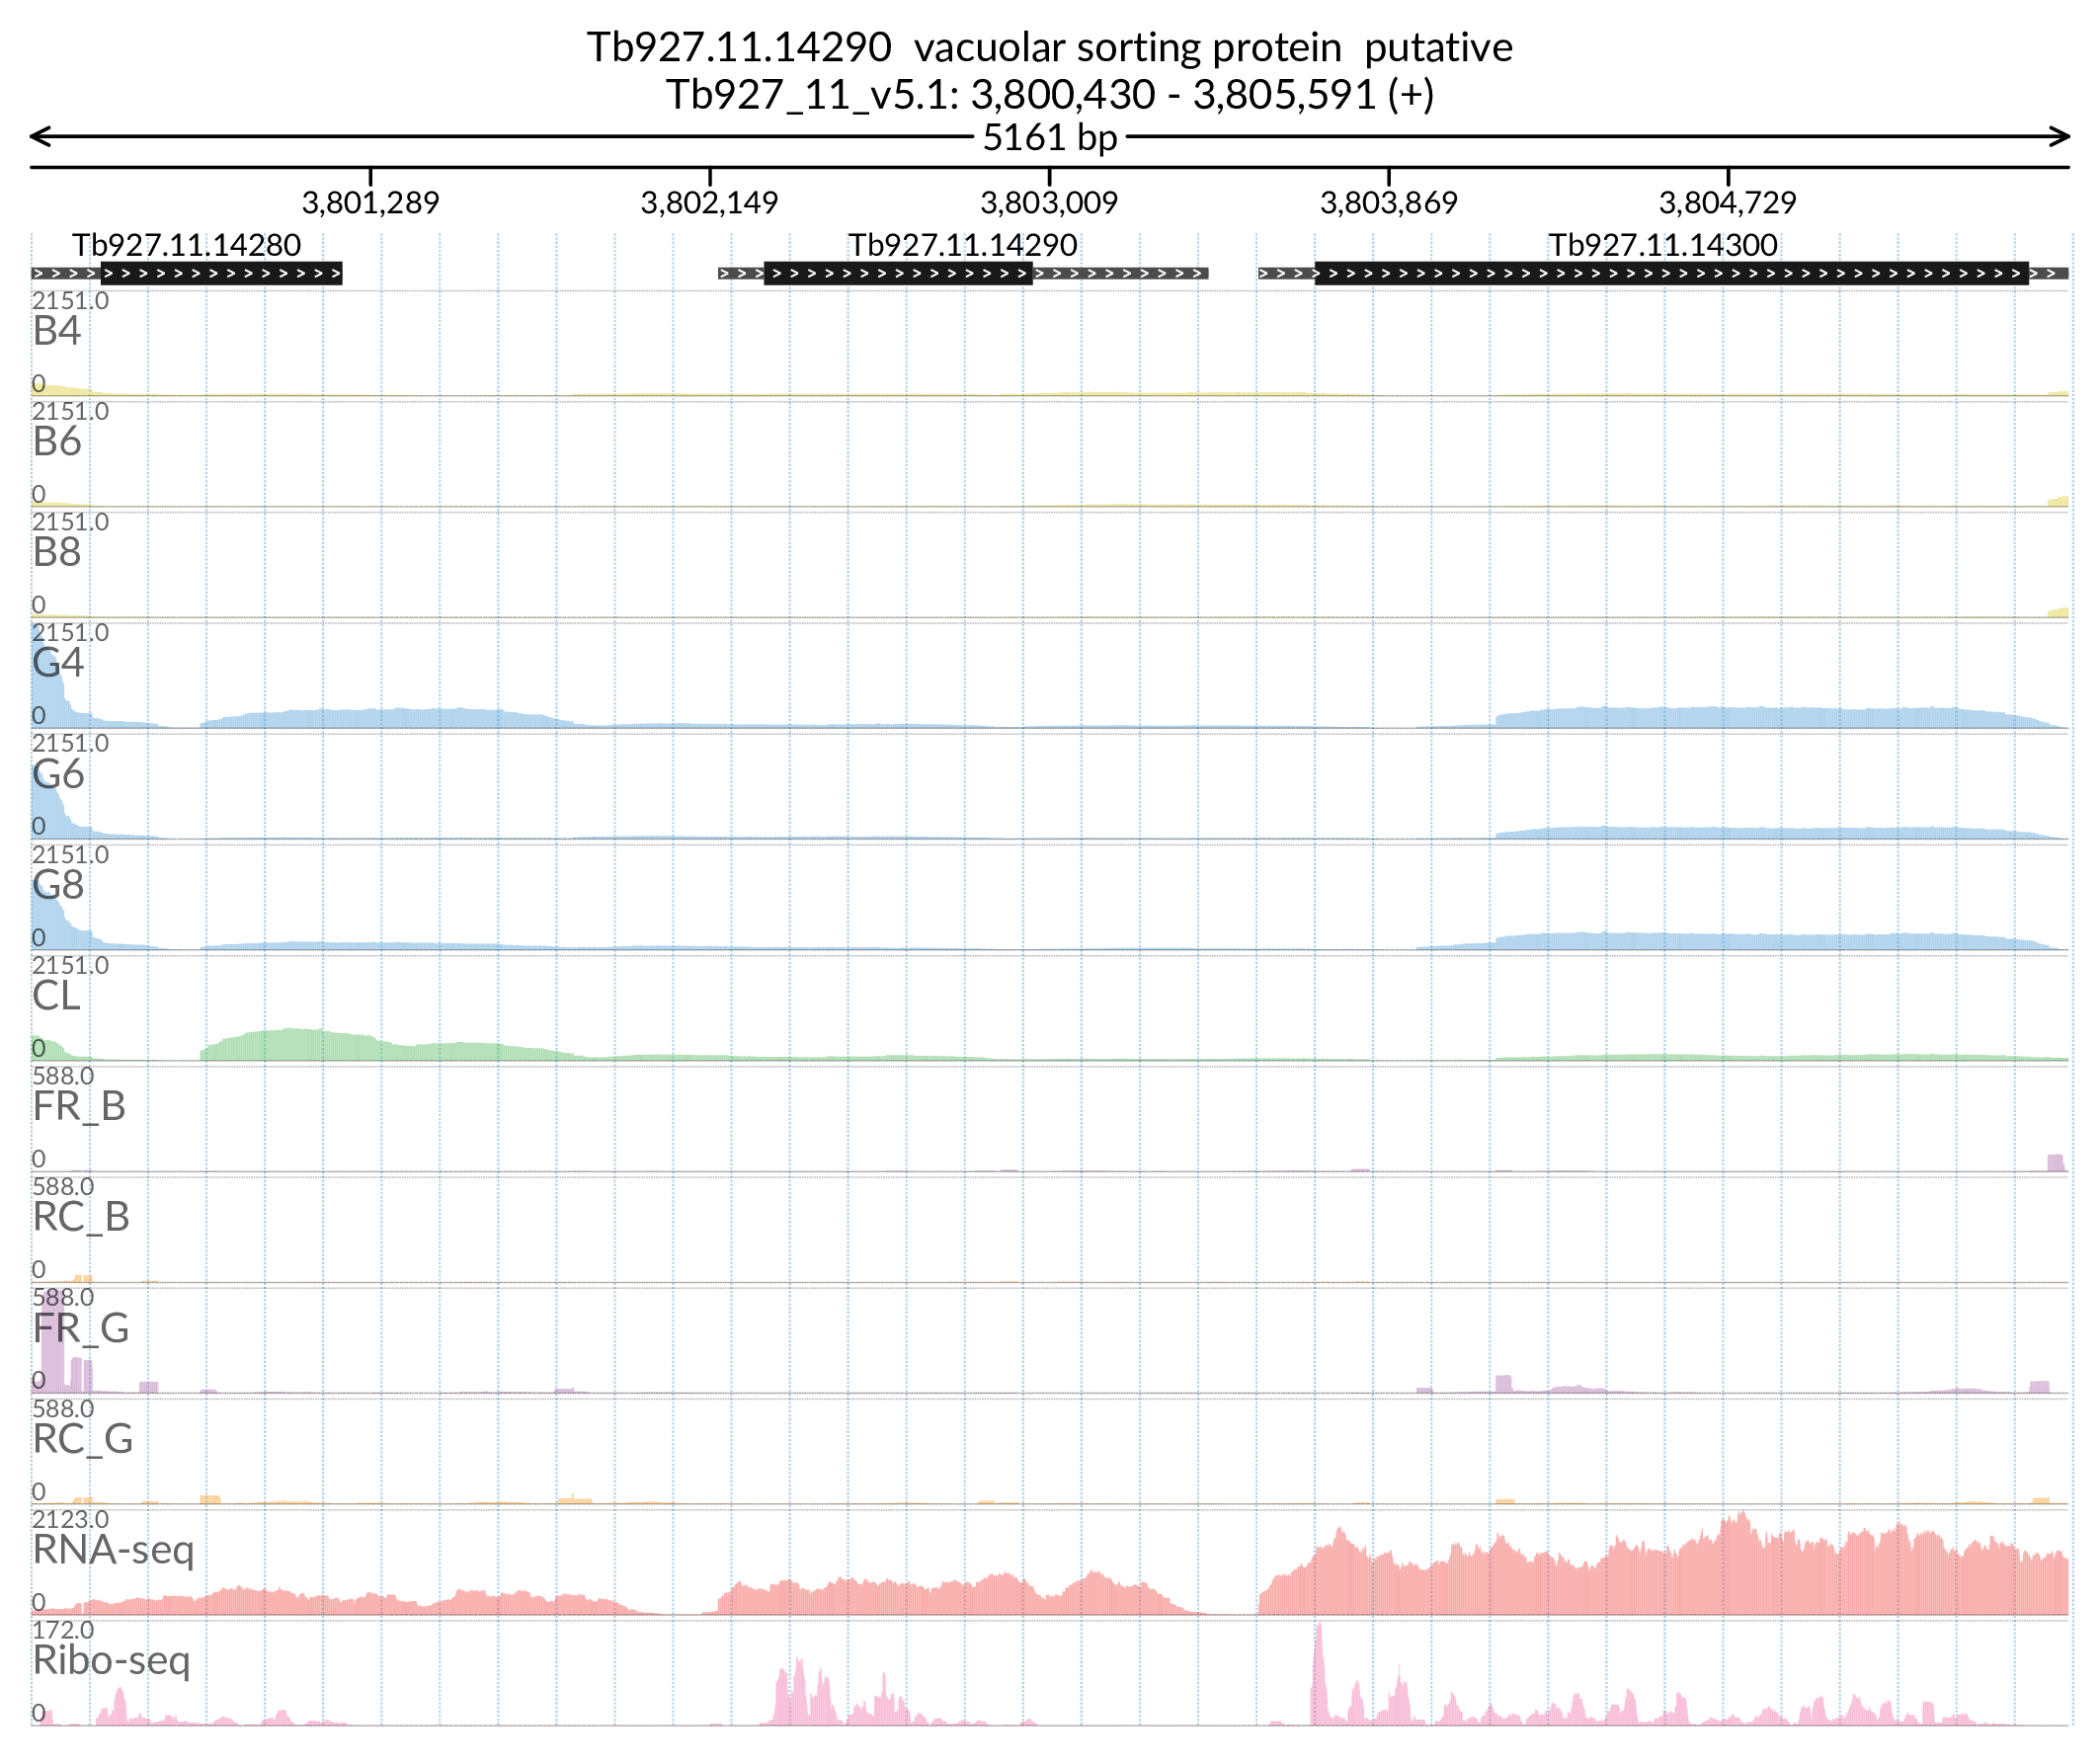 Tb927.11.14290  vacuolar sorting protein  putative
Tb927_11_v5.1: 3,800,430 - 3,805,591 (+)
5161 bp
3,801,289 3,802,149 3,803,009 3,803,869 3,804,729
Tb927.11.14280 Tb927.11.14290 Tb927.11.14300
2151.0
B4
0
2151.0
B6
0
2151.0
B8
0
2151.0
G4
0
2151.0
G6
0
2151.0
G8
0
2151.0
CL
0
588.0
FR_B
0
588.0
RC_B
0
588.0
FR_G
0
588.0
RC_G
0
2123.0
RNA-seq
0
172.0
Ribo-seq
0